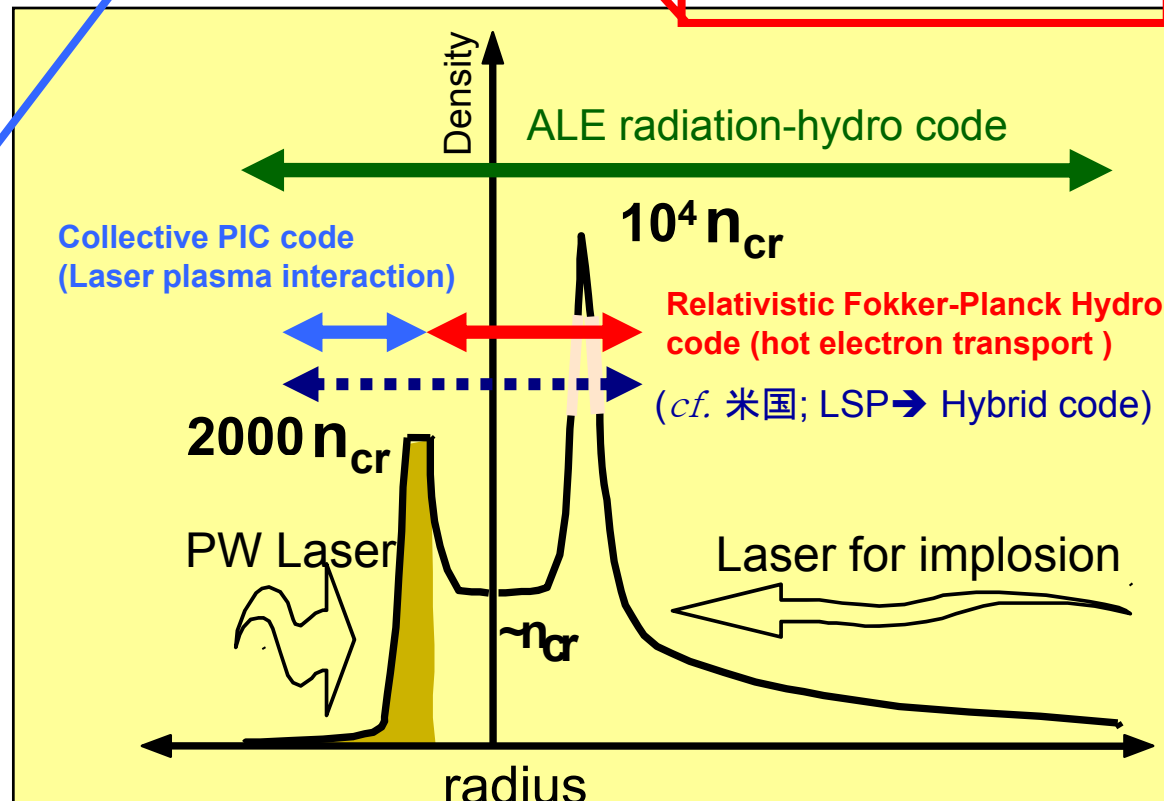 Density
ALE radiation-hydro code
10⁴ n_cr
Collective PIC code
(Laser plasma interaction)
Relativistic Fokker-Planck Hydro
code (hot electron transport )
(cf. 米国; LSP➔ Hybrid code)
2000 n_cr
PW Laser
Laser for implosion
~n_cr
radius